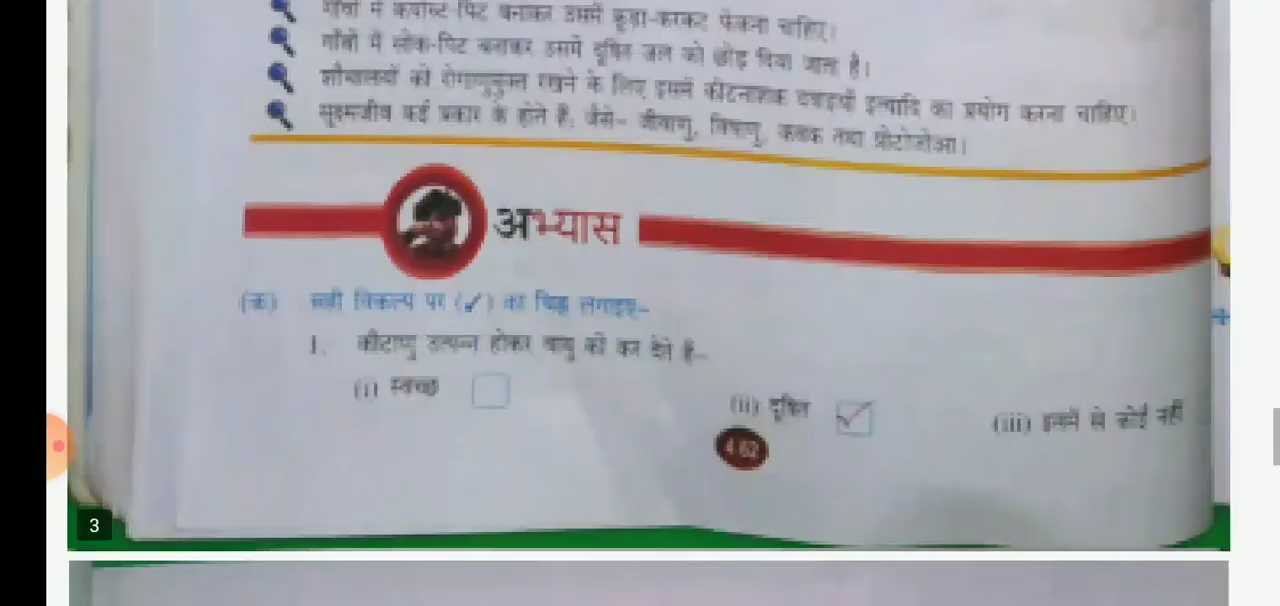 गाँवों में कम्पोस्ट-पिट बनाकर उसमें कूड़ा-करकट फेंकना चाहिए।
गाँवों में सोक-पिट बनाकर उसमें दूषित जल को छोड़ दिया जाता है।
शौचालयों को रोगाणुमुक्त रखने के लिए इसमें कीटनाशक दवाइयों इत्यादि का प्रयोग करना चाहिए।
सूक्ष्मजीव कई प्रकार के होते हैं, जैसे- जीवाणु, विषाणु, कवक तथा प्रोटोजोआ।
अभ्यास
(क) सही विकल्प पर (✓) का चिह्न लगाइए-
1. कीटाणु उत्पन्न होकर वायु को कर देते हैं-
(i) स्वच्छ (ii) दूषित ✓ (iii) इनमें से कोई नहीं
3